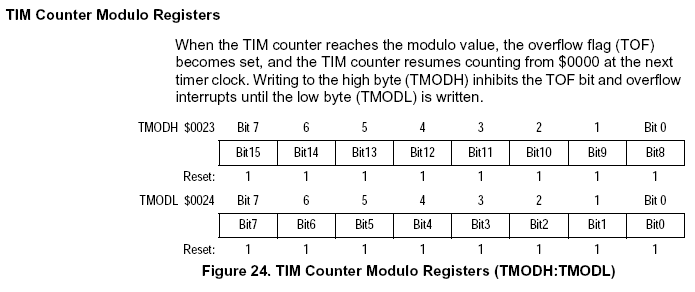 TIM Counter Modulo Registers
When the TIM counter reaches the modulo value, the overflow flag (TOF)
becomes set, and the TIM counter resumes counting from $0000 at the next
timer clock. Writing to the high byte (TMODH) inhibits the TOF bit and overflow
interrupts until the low byte (TMODL) is written.
TMODH $0023 Bit 7 6 5 4 3 2 1 Bit 0
Bit15 Bit14 Bit13 Bit12 Bit11 Bit10 Bit9 Bit8
Reset: 1 1 1 1 1 1 1 1
TMODL $0024 Bit 7 6 5 4 3 2 1 Bit 0
Bit7 Bit6 Bit5 Bit4 Bit3 Bit2 Bit1 Bit0
Reset: 1 1 1 1 1 1 1 1
Figure 24. TIM Counter Modulo Registers (TMODH:TMODL)